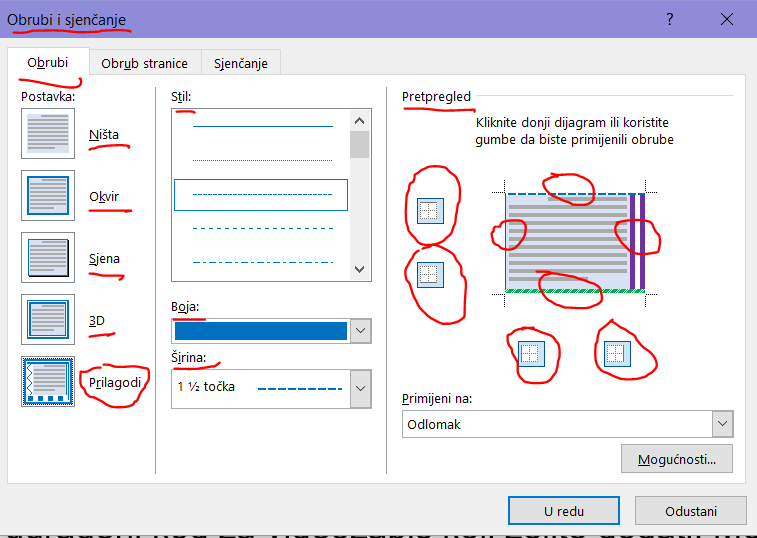 Obrubi i sjenčanje
Obrubi
Obrub stranice
Sjenčanje
Postavka:
Ništa
Okvir
Sjena
3D
Prilagodi
Stil:
Boja:
Širina:
1 ½ točka
Pretpregled
Kliknite donji dijagram ili koristite
gumbe da biste primijenili obrube
Primijeni na:
Odlomak
Mogućnosti...
U redu
Odustani